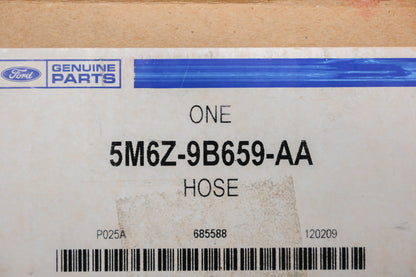 Ford
GENUINE
PARTS
ONE
5M6Z-9B659-AA
HOSE
P025A 685588 120209